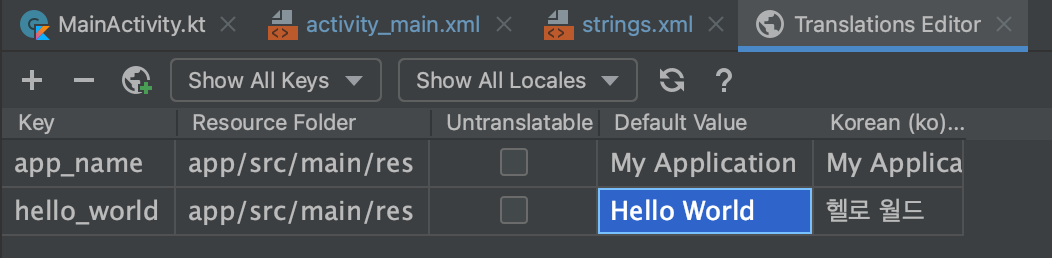 MainActivity.kt activity_main.xml strings.xml Translations Editor
Show All Keys Show All Locales ?
Key Resource Folder Untranslatable Default Value Korean (ko)...
app_name app/src/main/res My Application My Applica
hello_world app/src/main/res Hello World 헬로 월드